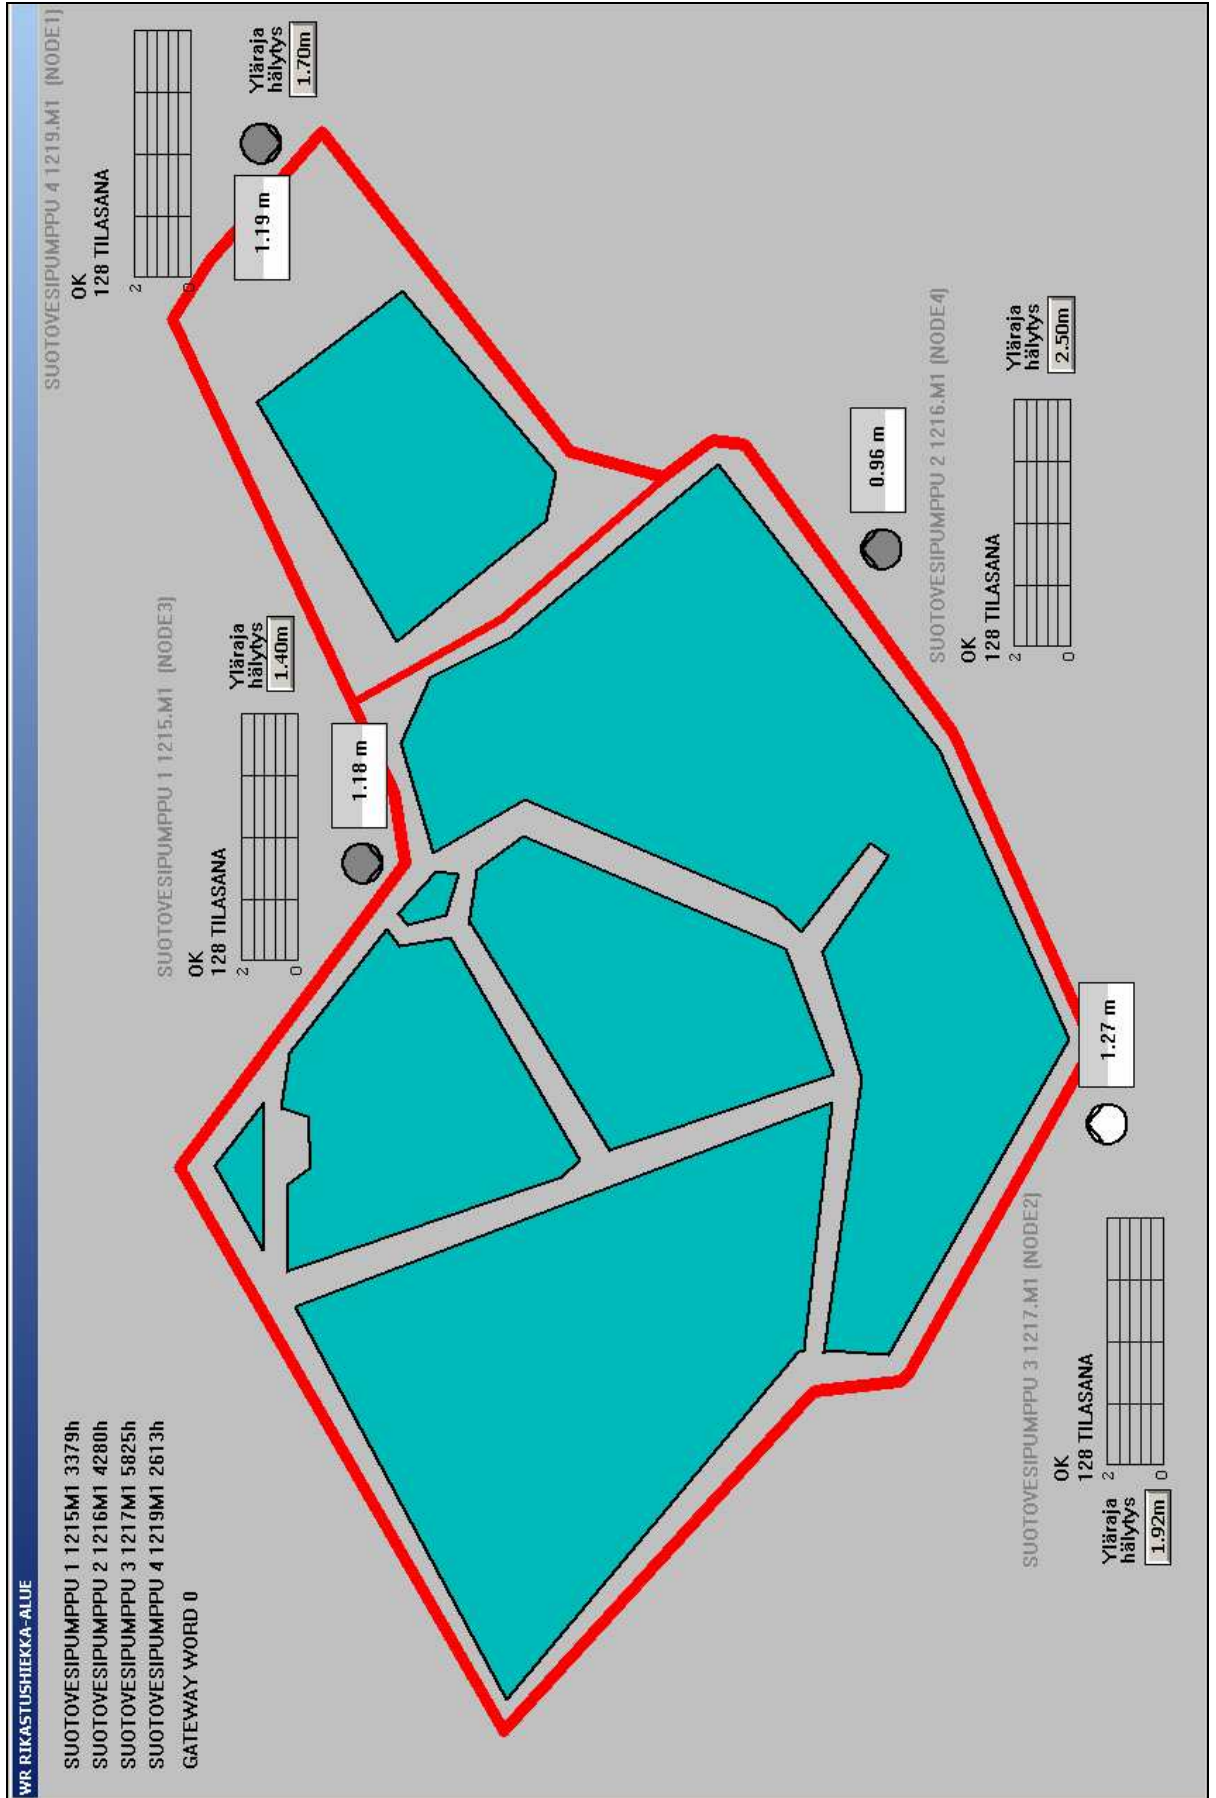 WR RIKASTUSHIEKKA-ALUE
SUOTOVESIPUMPPU 1 1215M1 3379h
SUOTOVESIPUMPPU 2 1216M1 4280h
SUOTOVESIPUMPPU 3 1217M1 5825h
SUOTOVESIPUMPPU 4 1219M1 2613h
GATEWAY WORD 0
SUOTOVESIPUMPPU 4 1219.M1 (NODE1)
OK
128 TILASANA
2
0
1.19 m
Yläraja
hälytys
1.70m
SUOTOVESIPUMPPU 1 1215.M1 (NODE3)
OK
128 TILASANA
2
0
Yläraja
hälytys
1.40m
1.18 m
0.96 m
SUOTOVESIPUMPPU 2 1216.M1 (NODE4)
OK
128 TILASANA
2
0
Yläraja
hälytys
2.50m
1.27 m
SUOTOVESIPUMPPU 3 1217.M1 (NODE2)
OK
128 TILASANA
2
0
Yläraja
hälytys
1.92m